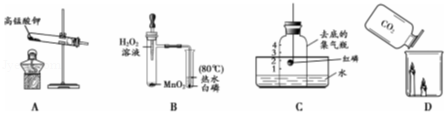 高锰酸钾
A
H₂O₂
溶液
MnO₂
(80℃)
热水
白磷
B
4
3
2
1
去底的
集气瓶
红磷
水
C
CO₂
D